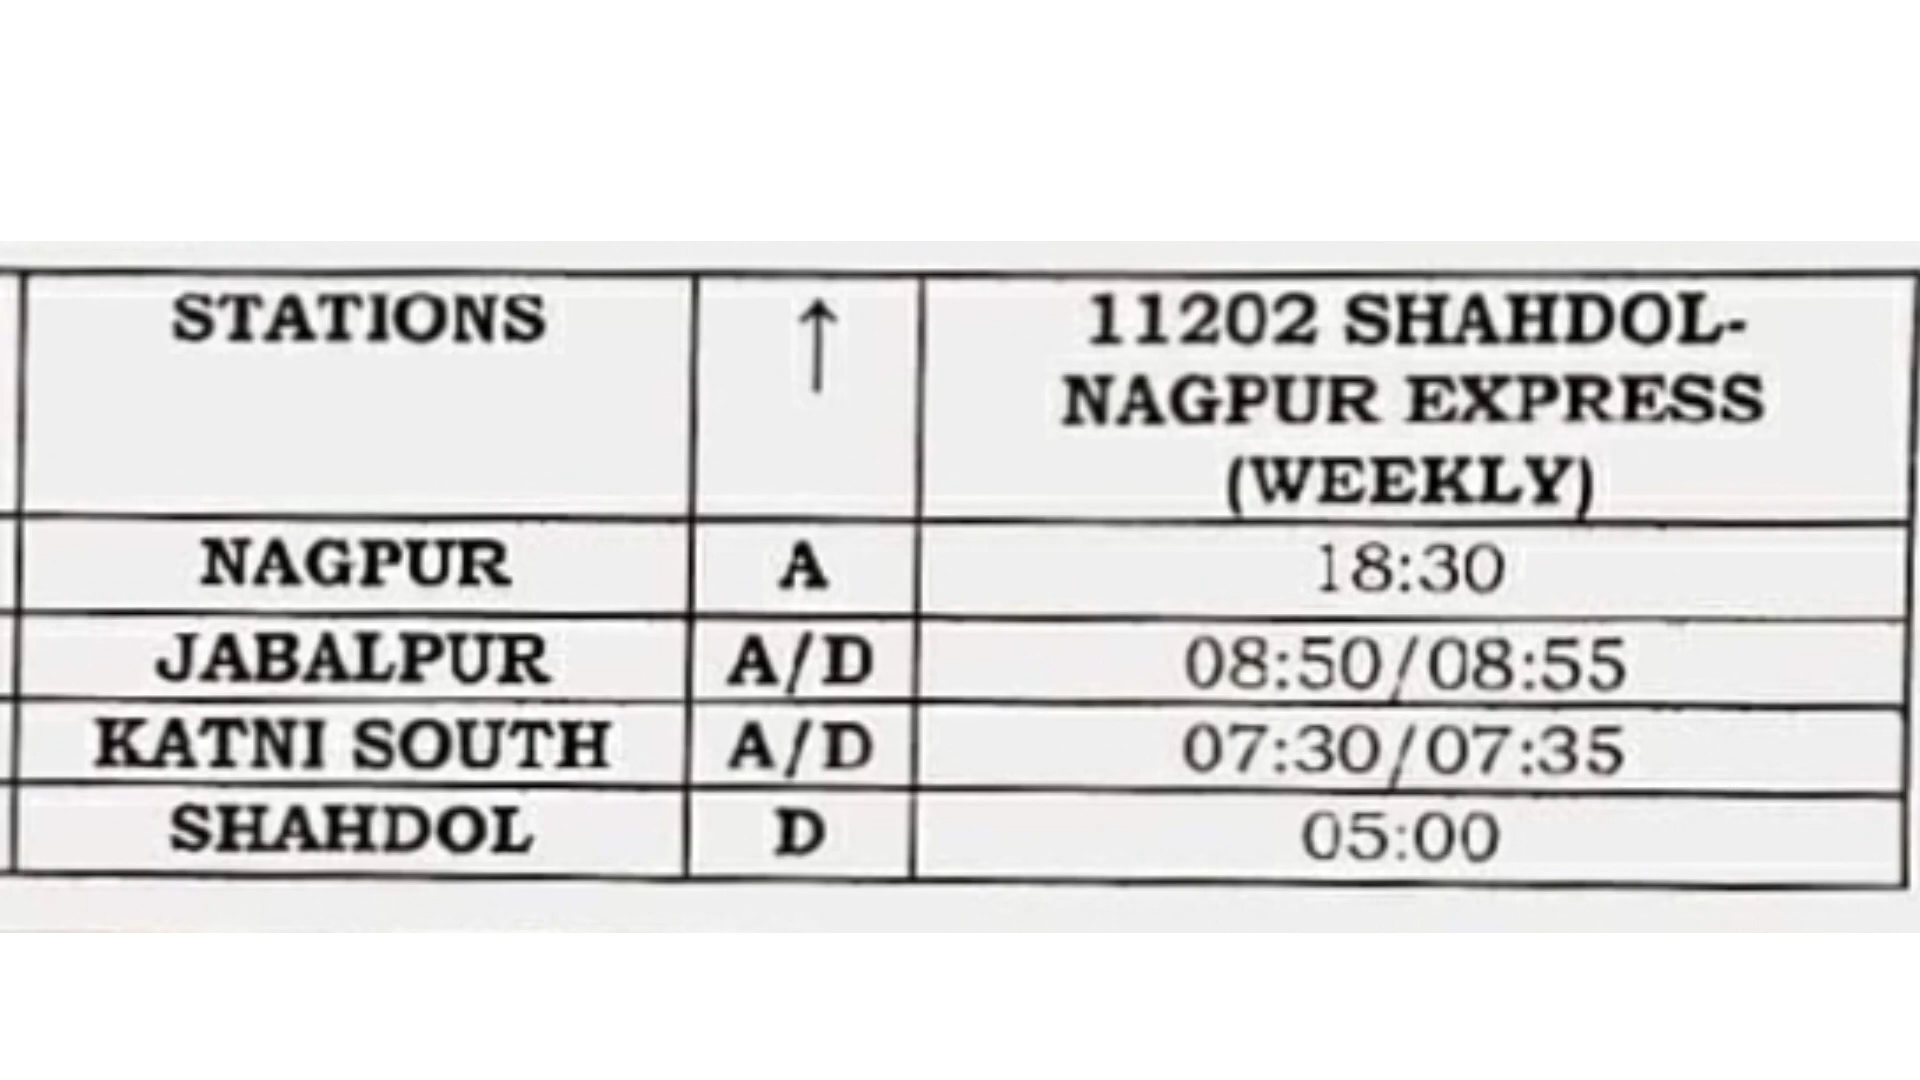 STATIONS ↑ 11202 SHAHDOL-
NAGPUR EXPRESS
(WEEKLY)
NAGPUR A 18:30
JABALPUR A/D 08:50/08:55
KATNI SOUTH A/D 07:30/07:35
SHAHDOL D 05:00